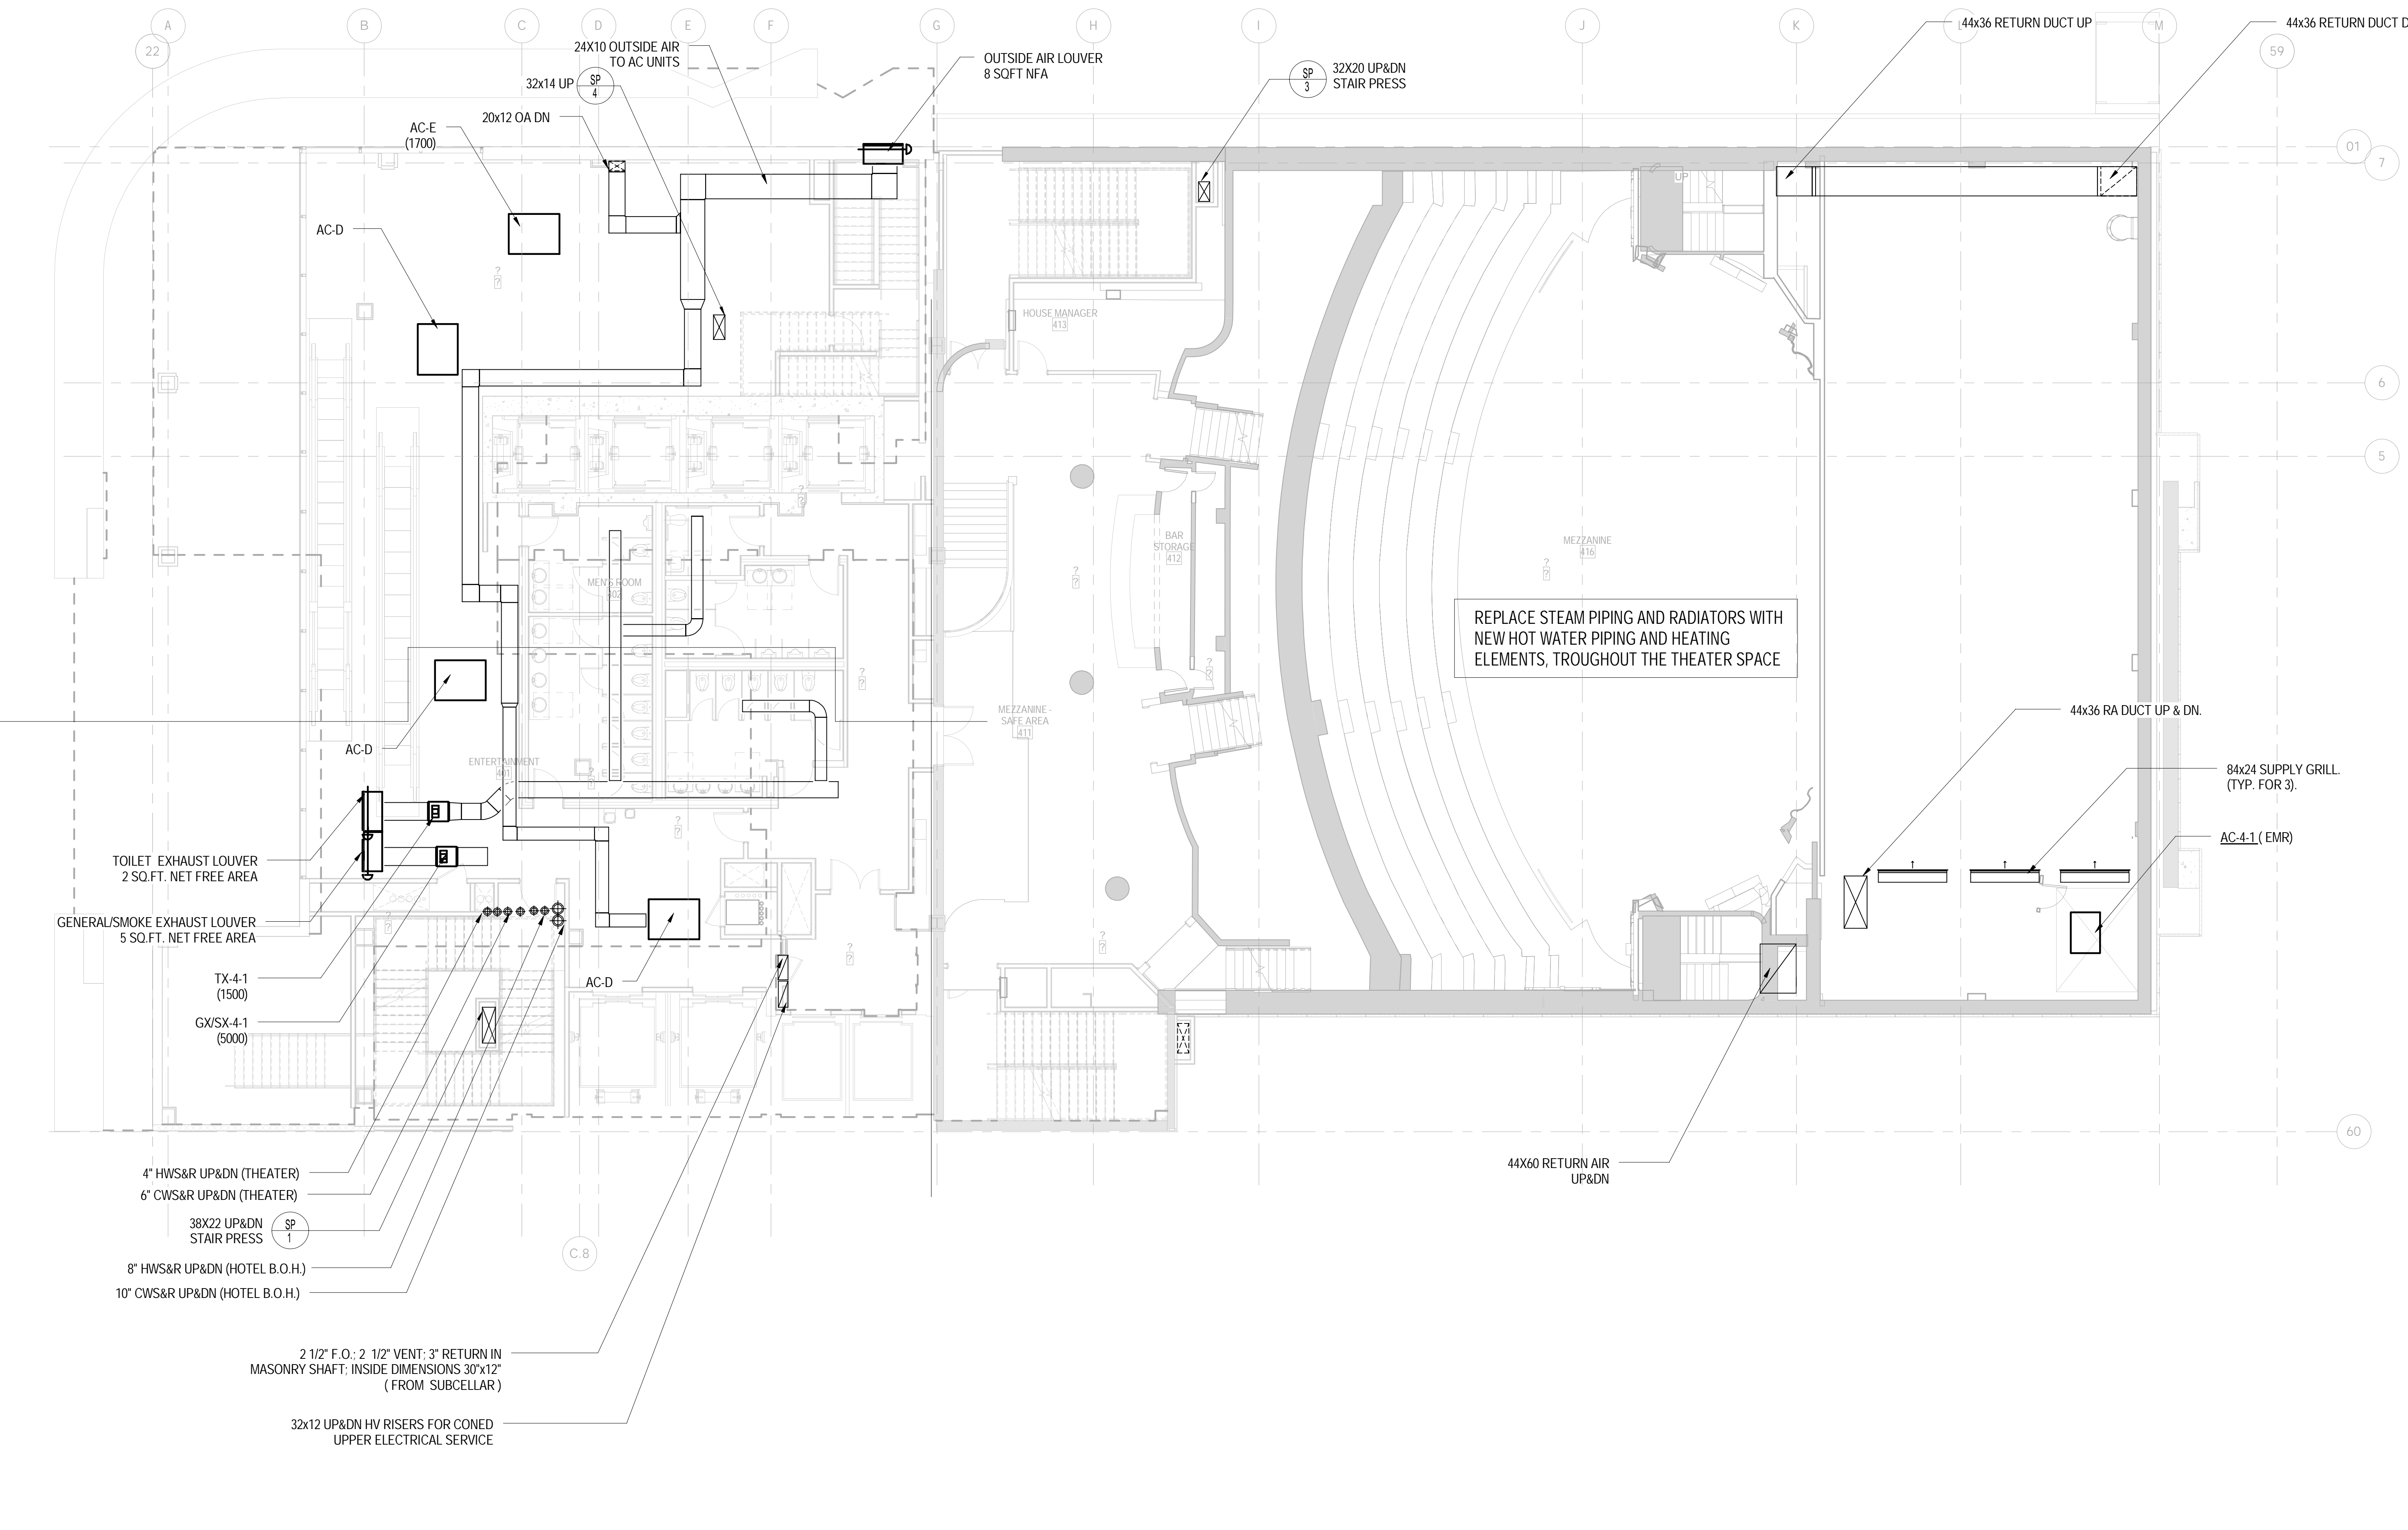 A
B
C
D
E
F
G
H
I
J
K
L
M
22
59
44x36 RETURN DUCT UP
44x36 RETURN DUCT D
24X10 OUTSIDE AIR
TO AC UNITS
OUTSIDE AIR LOUVER
8 SQFT NFA
32x14 UP
SP
4
SP
3
32X20 UP&DN
STAIR PRESS
20x12 OA DN
AC-E
(1700)
01
7
UP
AC-D
?
?
HOUSE MANAGER
413
6
5
?
?
BAR
STORAGE
412
MEZZANINE
416
?
?
?
?
MEN'S ROOM
402
REPLACE STEAM PIPING AND RADIATORS WITH
NEW HOT WATER PIPING AND HEATING
ELEMENTS, TROUGHOUT THE THEATER SPACE
?
?
?
?
MEZZANINE -
SAFE AREA
411
44x36 RA DUCT UP & DN.
AC-D
ENTERTAINMENT
401
?
?
84x24 SUPPLY GRILL.
(TYP. FOR 3).
?
?
AC-4-1 ( EMR)
TOILET EXHAUST LOUVER
2 SQ.FT. NET FREE AREA
GENERAL/SMOKE EXHAUST LOUVER
5 SQ.FT. NET FREE AREA
?
?
?
?
?
?
TX-4-1
(1500)
AC-D
GX/SX-4-1
(5000)
60
44X60 RETURN AIR
UP&DN
4" HWS&R UP&DN (THEATER)
6" CWS&R UP&DN (THEATER)
38X22 UP&DN
STAIR PRESS
SP
1
C.8
8" HWS&R UP&DN (HOTEL B.O.H.)
10" CWS&R UP&DN (HOTEL B.O.H.)
2 1/2" F.O.; 2 1/2" VENT; 3" RETURN IN
MASONRY SHAFT; INSIDE DIMENSIONS 30"x12"
( FROM SUBCELLAR )
32x12 UP&DN HV RISERS FOR CONED
UPPER ELECTRICAL SERVICE